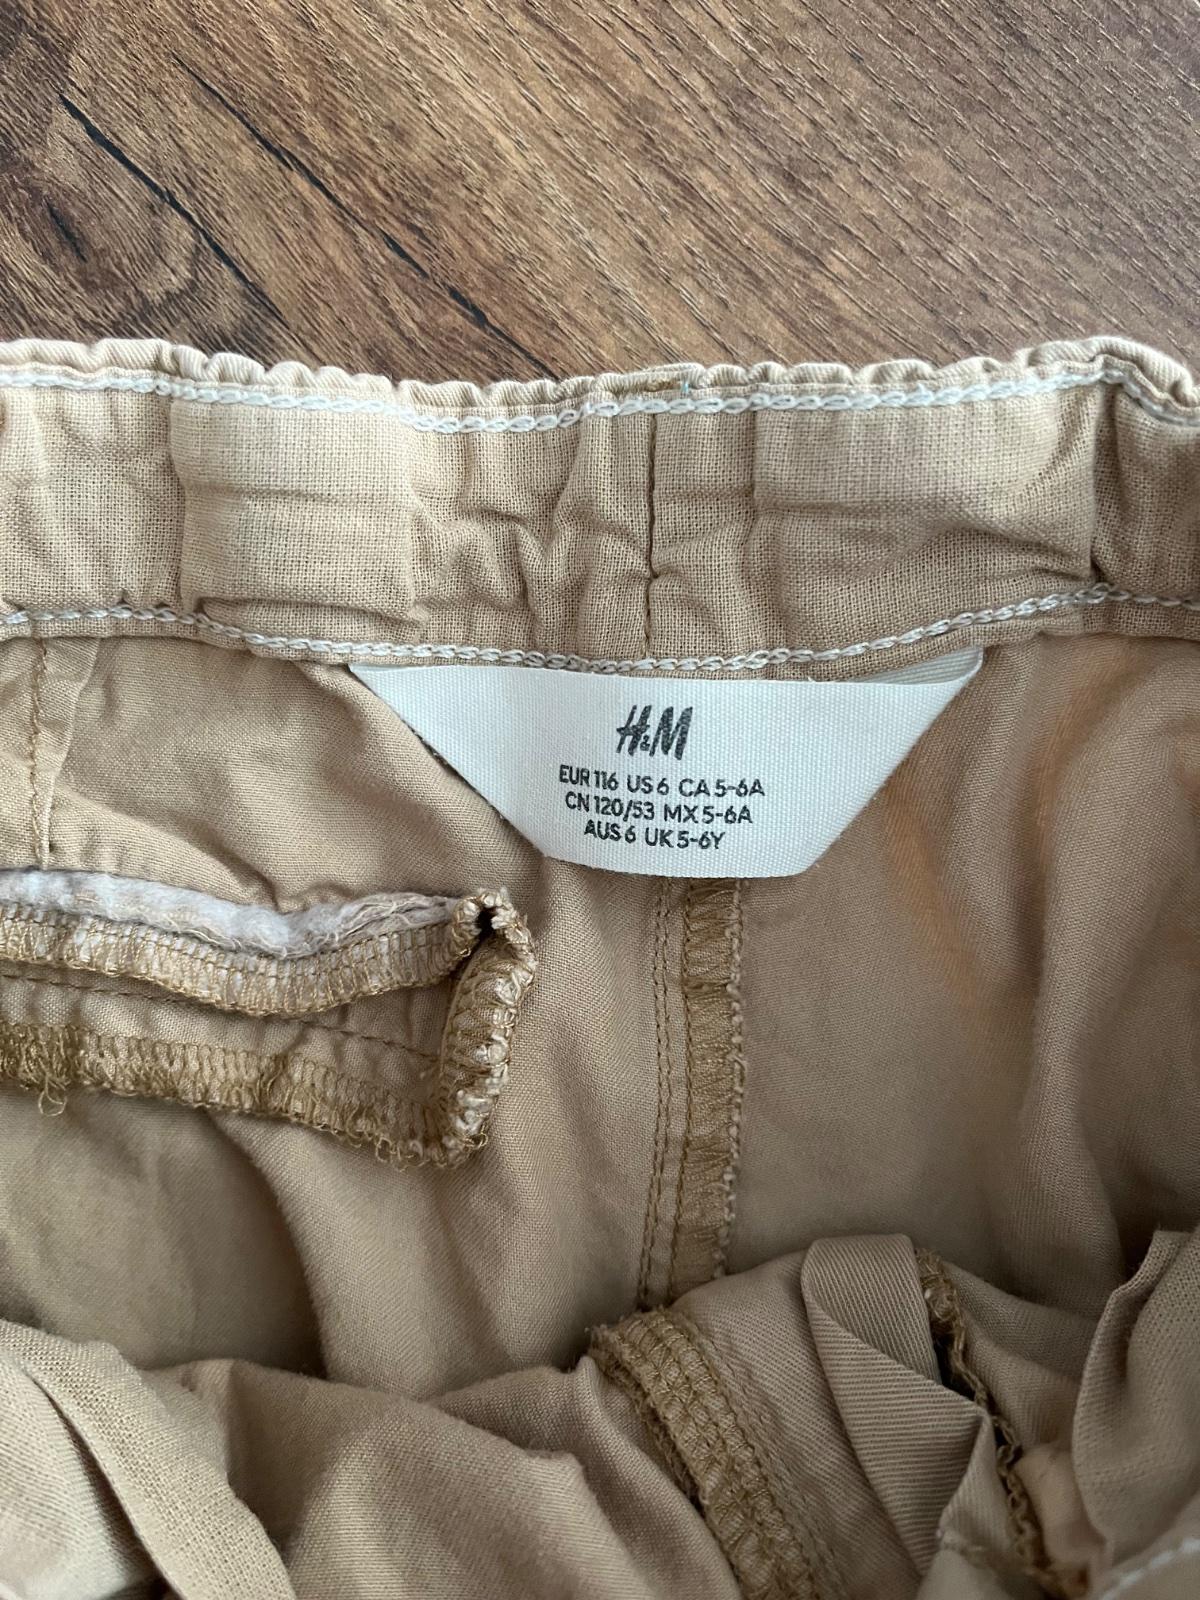 H&M
EUR 116 US 6 CA 5-6A
CN 120/53 MX 5-6A
AUS 6 UK 5-6Y